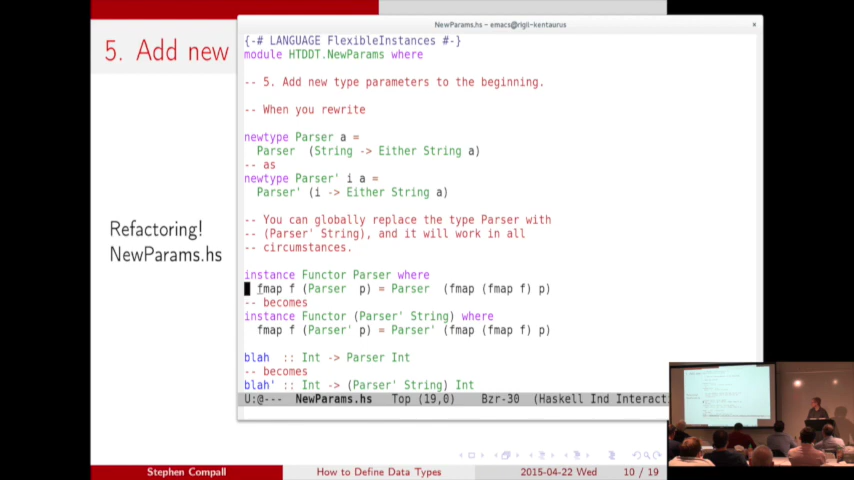 5. Add new
Refactoring!
NewParams.hs
NewParams.hs - emacs@rlgil-kentaurus
{-# LANGUAGE FlexibleInstances #-}
module HTDDT.NewParams where
-- 5. Add new type parameters to the beginning.
-- When you rewrite
newtype Parser a =
Parser (String -> Either String a)
-- as
newtype Parser' i a =
Parser' (i -> Either String a)
-- You can globally replace the type Parser with
-- (Parser' String), and it will work in all
-- circumstances.
instance Functor Parser where
fmap f (Parser p) = Parser (fmap (fmap f) p)
-- becomes
instance Functor (Parser' String) where
fmap f (Parser' p) = Parser' (fmap (fmap f) p)
blah :: Int -> Parser Int
-- becomes
blah' :: Int -> (Parser' String) Int
U:@--- NewParams.hs Top (19,0) Bzr-30 (Haskell Ind Interacti
Stephen Compall
How to Define Data Types
2015-04-22 Wed
10 / 19